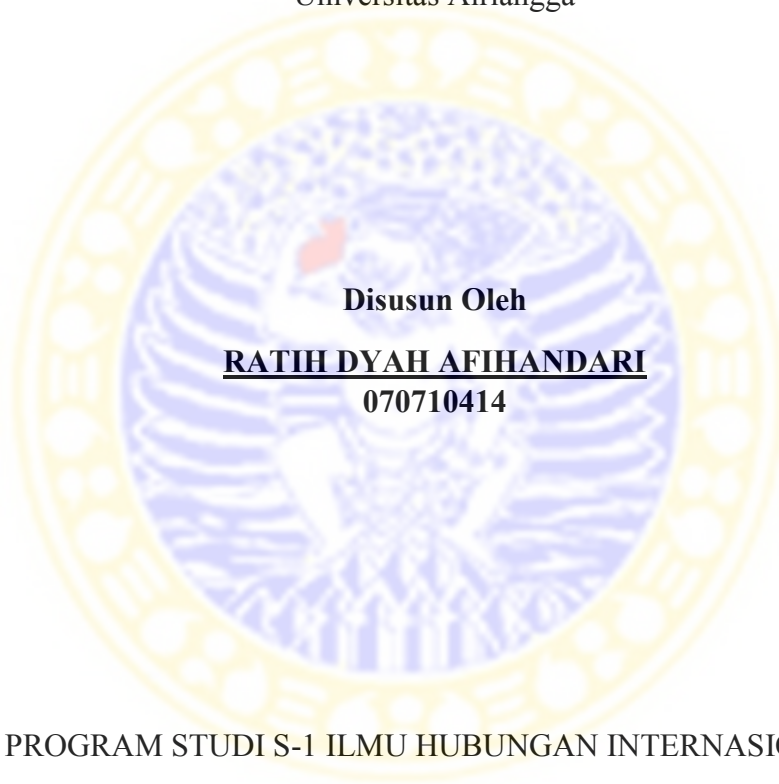 Universitas Airlangga
Disusun Oleh
RATIH DYAH AFIHANDARI
070710414
PROGRAM STUDI S-1 ILMU HUBUNGAN